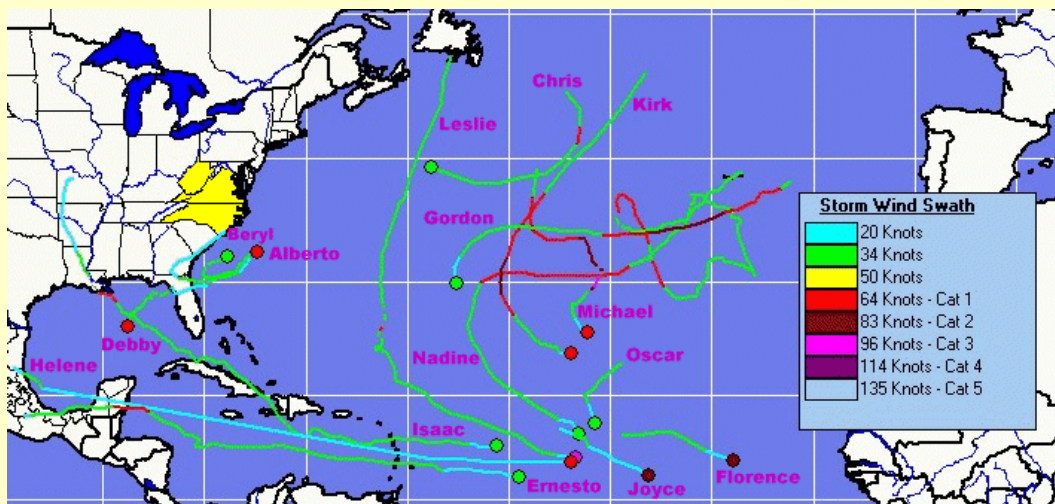 Chris
Kirk
Leslie
Gordon
Beryl
Alberto
Michael
Debby
Nadine
Oscar
Helene
Isaac
Ernesto
Joyce
Florence
Storm Wind Swath
20 Knots
34 Knots
50 Knots
64 Knots - Cat 1
83 Knots - Cat 2
96 Knots - Cat 3
114 Knots - Cat 4
135 Knots - Cat 5